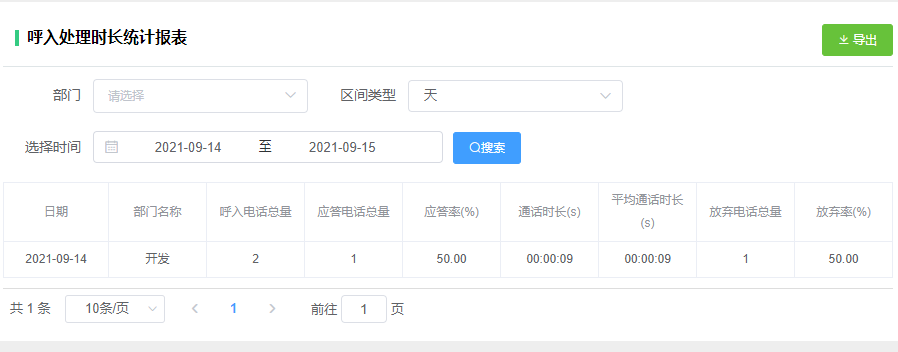 呼入处理时长统计报表
导出
部门 请选择 区间类型 天
选择时间 2021-09-14 至 2021-09-15 搜索
日期 部门名称 呼入电话总量 应答电话总量 应答率(%) 通话时长(s) 平均通话时长(s) 放弃电话总量 放弃率(%)
2021-09-14 开发 2 1 50.00 00:00:09 00:00:09 1 50.00
共 1 条 10条/页 1 前往 1 页